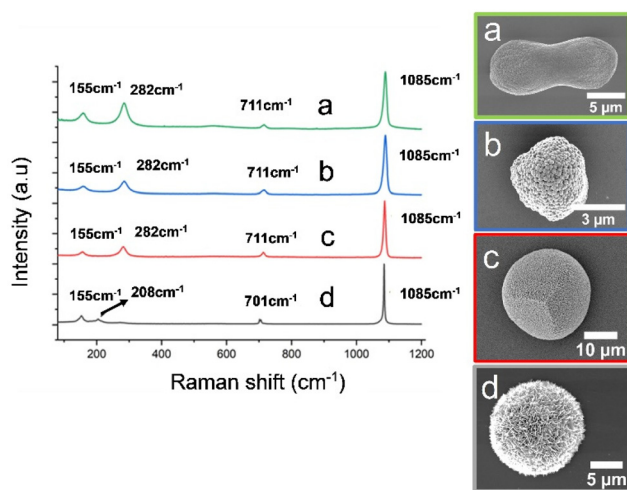 155cm⁻¹ 282cm⁻¹ 711cm⁻¹ a 1085cm⁻¹
155cm⁻¹ 282cm⁻¹ 711cm⁻¹ b 1085cm⁻¹
155cm⁻¹ 282cm⁻¹ 711cm⁻¹ c 1085cm⁻¹
155cm⁻¹ 208cm⁻¹ 701cm⁻¹ d 1085cm⁻¹
Intensity (a.u)
200 400 600 800 1000 1200
Raman shift (cm⁻¹)
a
5 µm
b
3 µm
c
10 µm
d
5 µm